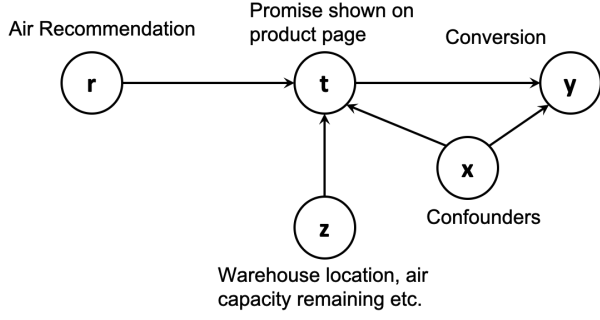 Air Recommendation
Promise shown on
product page
Conversion
r
t
y
x
Confounders
z
Warehouse location, air
capacity remaining etc.